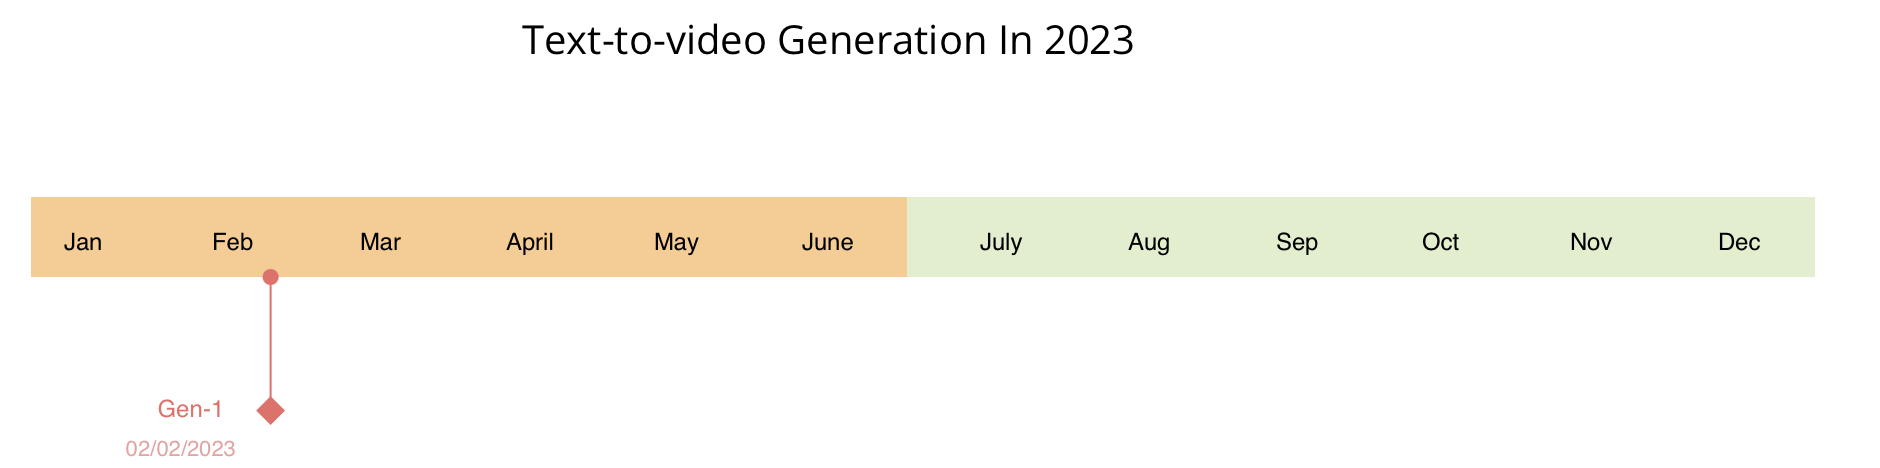 Text-to-video Generation In 2023
Jan Feb Mar April May June July Aug Sep Oct Nov Dec
Gen-1
02/02/2023